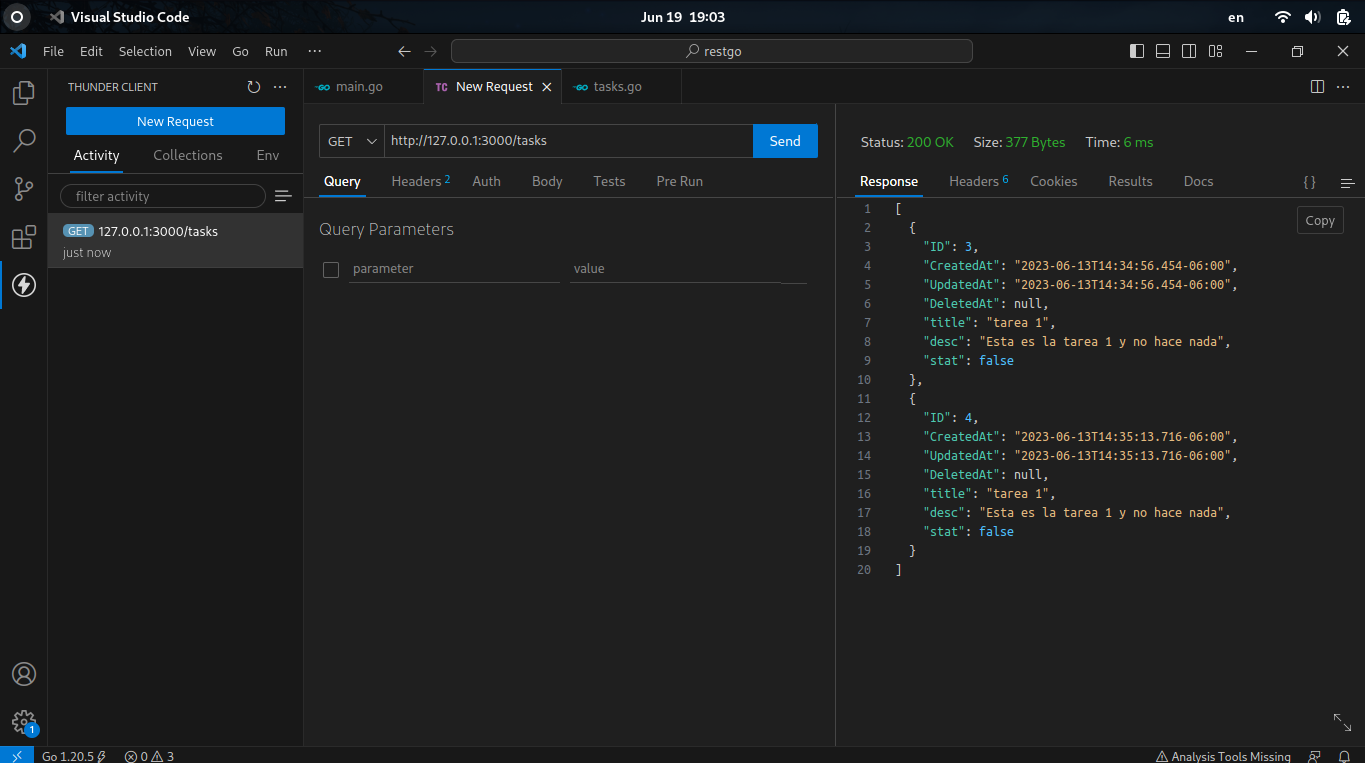 Visual Studio Code
Jun 19 19:03
en
File Edit Selection View Go Run ···
restgo
THUNDER CLIENT
New Request
Activity Collections Env
filter activity
GET 127.0.0.1:3000/tasks
just now
main.go
TC New Request
tasks.go
GET http://127.0.0.1:3000/tasks Send
Query Headers 2 Auth Body Tests Pre Run
Query Parameters
parameter value
Status: 200 OK Size: 377 Bytes Time: 6 ms
Response Headers 6 Cookies Results Docs { }
Copy
1 [
2 {
3 "ID": 3,
4 "CreatedAt": "2023-06-13T14:34:56.454-06:00",
5 "UpdatedAt": "2023-06-13T14:34:56.454-06:00",
6 "DeletedAt": null,
7 "title": "tarea 1",
8 "desc": "Esta es la tarea 1 y no hace nada",
9 "stat": false
10 },
11 {
12 "ID": 4,
13 "CreatedAt": "2023-06-13T14:35:13.716-06:00",
14 "UpdatedAt": "2023-06-13T14:35:13.716-06:00",
15 "DeletedAt": null,
16 "title": "tarea 1",
17 "desc": "Esta es la tarea 1 y no hace nada",
18 "stat": false
19 }
20 ]
1
Go 1.20.5 0 3
Analysis Tools Missing